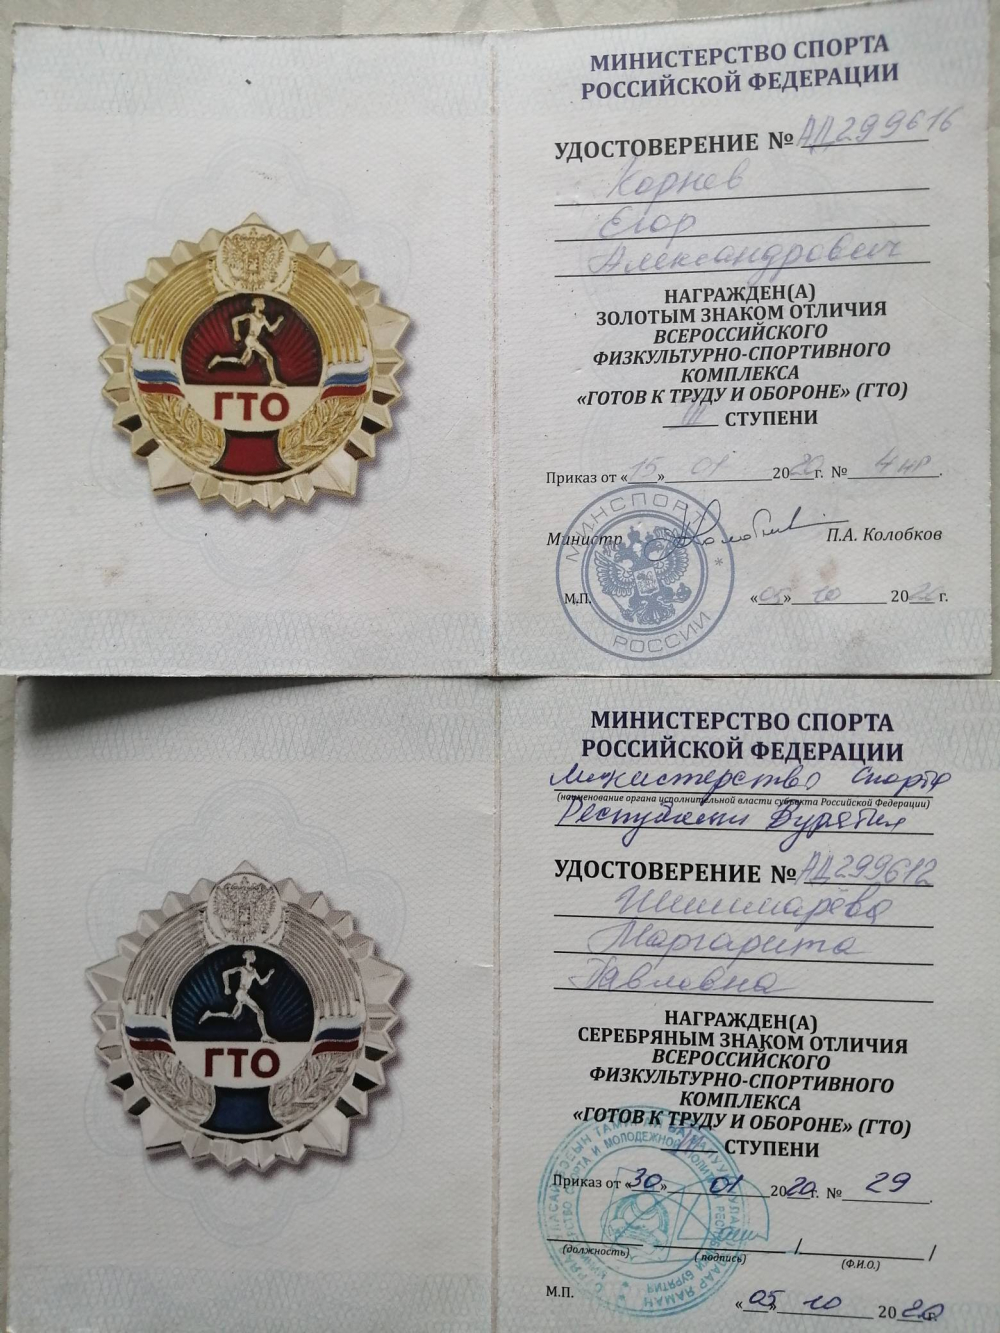 МИНИСТЕРСТВО СПОРТА
РОССИЙСКОЙ ФЕДЕРАЦИИ
УДОСТОВЕРЕНИЕ № АД299616
Корнев
Егор
Александрович
НАГРАЖДЕН(А)
ЗОЛОТЫМ ЗНАКОМ ОТЛИЧИЯ
ВСЕРОССИЙСКОГО
ФИЗКУЛЬТУРНО-СПОРТИВНОГО
КОМПЛЕКСА
«ГОТОВ К ТРУДУ И ОБОРОНЕ» (ГТО)
III СТУПЕНИ
Приказ от «15» 01 2020 г. № 4 нг.
Министр П.А. Колобков
МИНСПОРТ
РОССИИ
М.П. «05» 10 2020 г.
ГТО
МИНИСТЕРСТВО СПОРТА
РОССИЙСКОЙ ФЕДЕРАЦИИ
Министерство спорта
(наименование органа исполнительной власти субъекта Российской Федерации)
Республики Бурятия
УДОСТОВЕРЕНИЕ № АД299612
Шишмарёва
Маргарита
Павловна
НАГРАЖДЕН(А)
СЕРЕБРЯНЫМ ЗНАКОМ ОТЛИЧИЯ
ВСЕРОССИЙСКОГО
ФИЗКУЛЬТУРНО-СПОРТИВНОГО
КОМПЛЕКСА
«ГОТОВ К ТРУДУ И ОБОРОНЕ» (ГТО)
СТУПЕНИ
Приказ от «30» 01 2020 г. № 29.
/ /
(должность) (подпись) (Ф.И.О.)
М.П.
«05» 10 2020 г.
ГТО